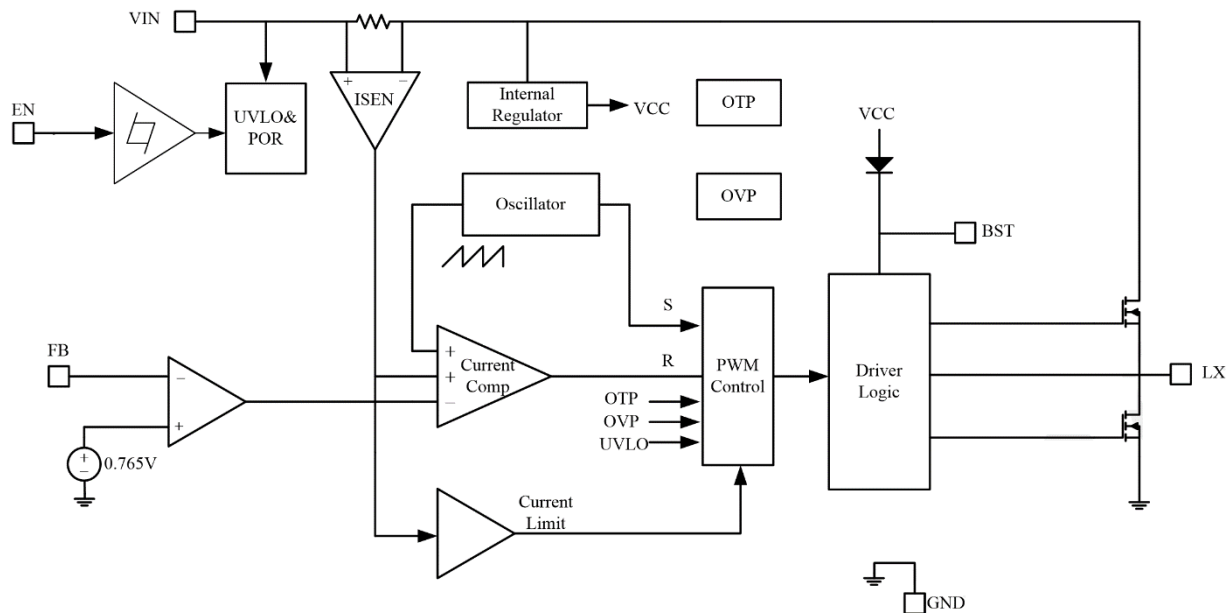 VIN
+ −
ISEN
EN
UVLO&
POR
Internal
Regulator
VCC
OTP
VCC
OVP
Oscillator
BST
S
FB
−
+
+
+
−
Current
Comp
R
PWM
Control
Driver
Logic
LX
OTP
OVP
UVLO
+
−
0.765V
Current
Limit
GND